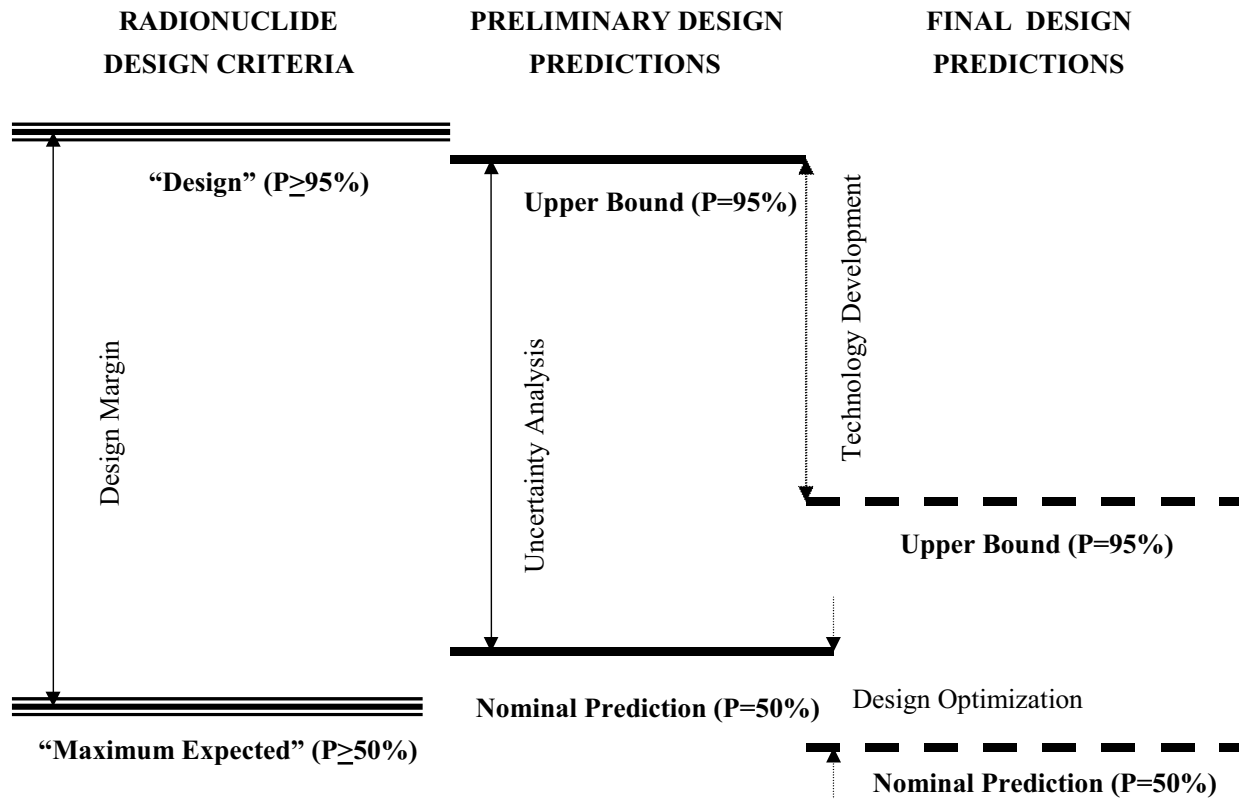 RADIONUCLIDE
DESIGN CRITERIA
PRELIMINARY DESIGN
PREDICTIONS
FINAL DESIGN
PREDICTIONS
“Design” (P≥95%)
Upper Bound (P=95%)
Design Margin
Uncertainty Analysis
Technology Development
Upper Bound (P=95%)
Nominal Prediction (P=50%)
Design Optimization
“Maximum Expected” (P≥50%)
Nominal Prediction (P=50%)